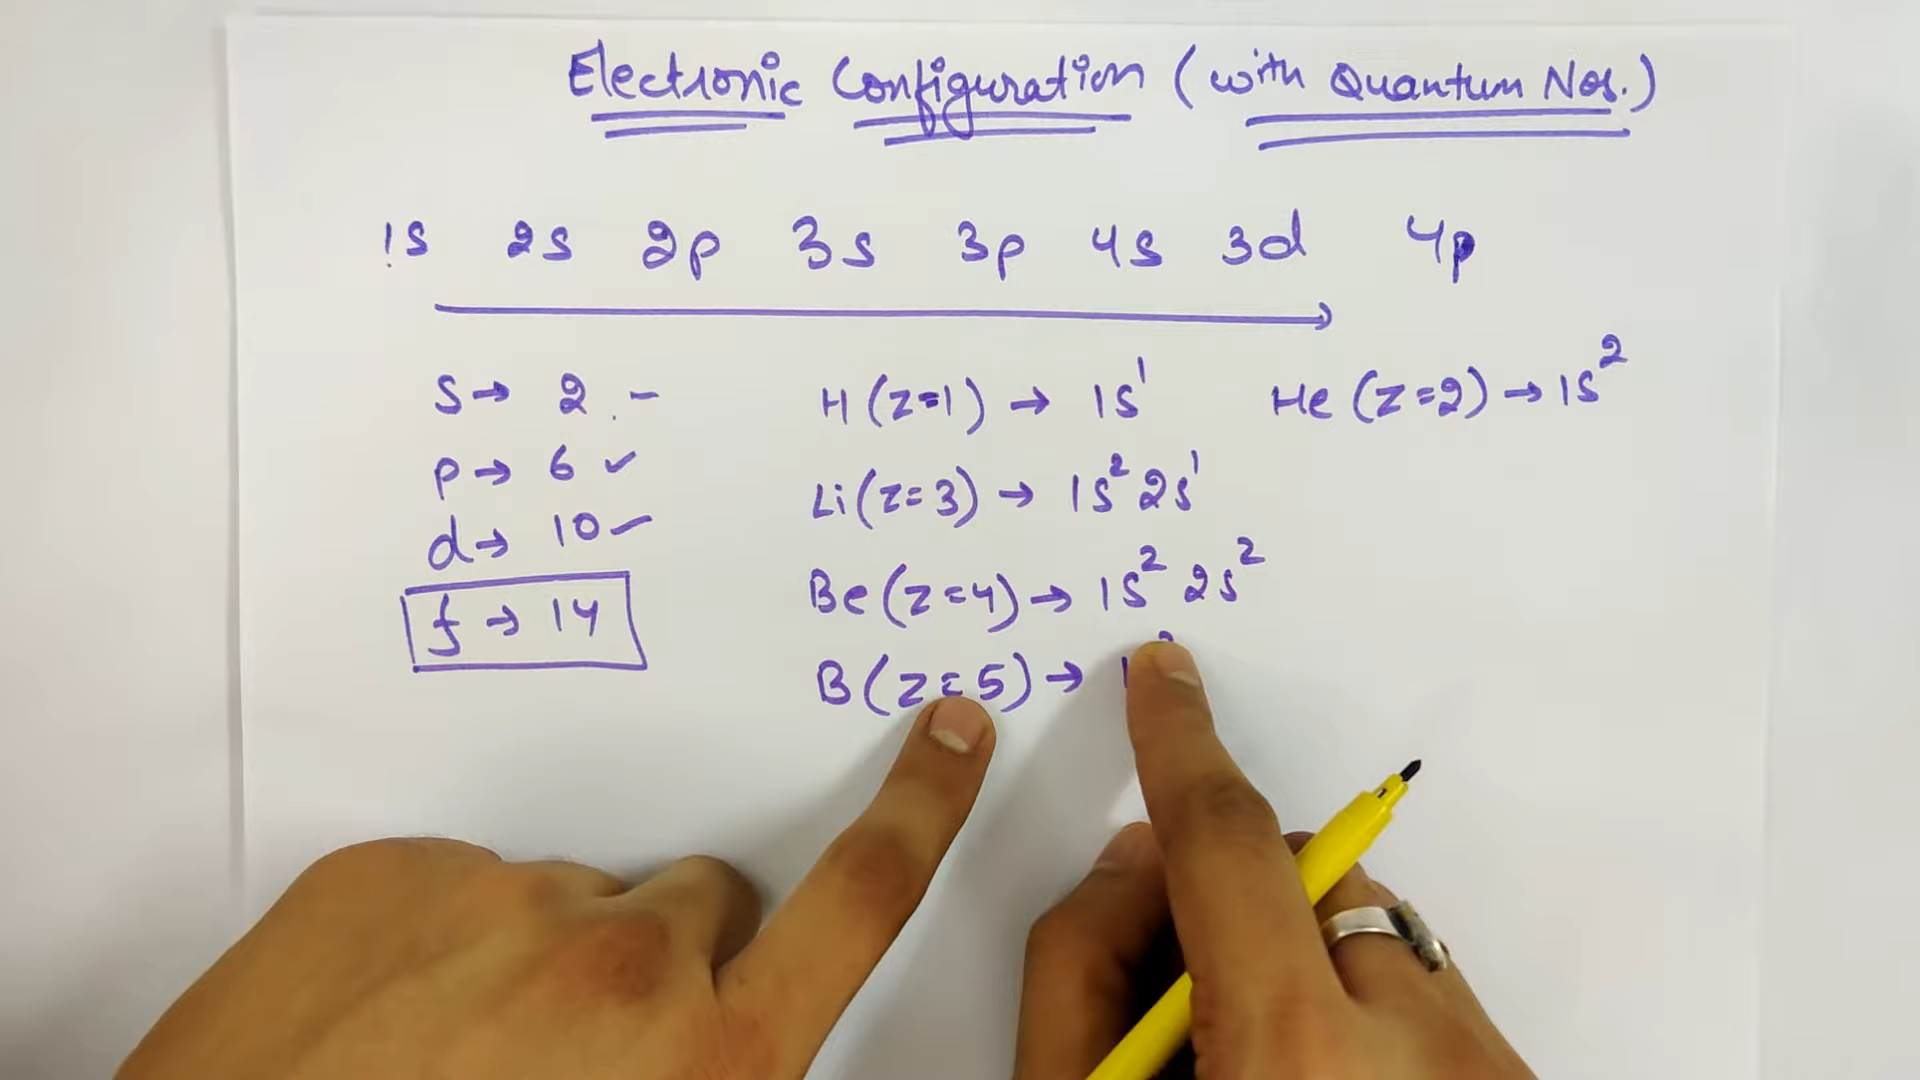 Electronic Configuration (with Quantum Nos.)
1s 2s 2p 3s 3p 4s 3d 4p
s → 2 –
H (z=1) → 1s¹
He (z=2) → 1s²
p → 6 ✓
Li (z=3) → 1s² 2s¹
d → 10 ✓
Be (z=4) → 1s² 2s²
f → 14
B (z=5) → 1